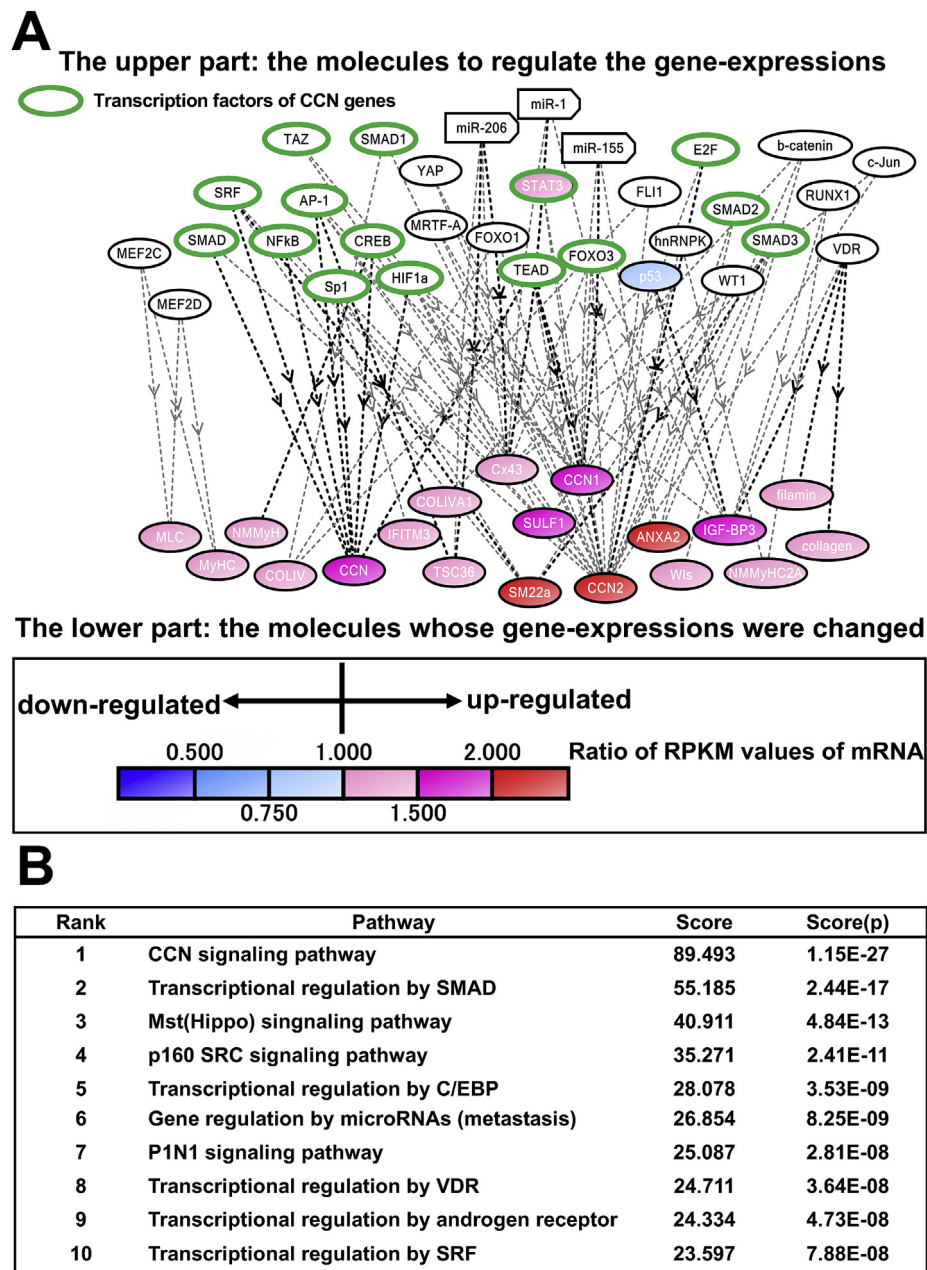 A
The upper part: the molecules to regulate the gene-expressions
Transcription factors of CCN genes
miR-1
miR-206
TAZ
SMAD1
miR-155
E2F
b-catenin
c-Jun
YAP
STAT3
FLI1
RUNX1
SRF
AP-1
SMAD2
MRTF-A
FOXO1
SMAD
NFkB
CREB
hnRNPK
SMAD3
VDR
MEF2C
FOXO3
TEAD
HIF1a
p53
WT1
Sp1
MEF2D
Cx43
CCN1
COLIVA1
filamin
SULF1
MLC
NMMyH
IFITM3
ANXA2
IGF-BP3
collagen
MyHC
COLIV
CCN
TSC36
WIs
NMMyHC2A
SM22a
CCN2
The lower part: the molecules whose gene-expressions were changed
down-regulated
up-regulated
0.500 1.000 2.000 Ratio of RPKM values of mRNA
0.750 1.500
B
Rank Pathway Score Score(p)
1 CCN signaling pathway 89.493 1.15E-27
2 Transcriptional regulation by SMAD 55.185 2.44E-17
3 Mst(Hippo) singnaling pathway 40.911 4.84E-13
4 p160 SRC signaling pathway 35.271 2.41E-11
5 Transcriptional regulation by C/EBP 28.078 3.53E-09
6 Gene regulation by microRNAs (metastasis) 26.854 8.25E-09
7 P1N1 signaling pathway 25.087 2.81E-08
8 Transcriptional regulation by VDR 24.711 3.64E-08
9 Transcriptional regulation by androgen receptor 24.334 4.73E-08
10 Transcriptional regulation by SRF 23.597 7.88E-08